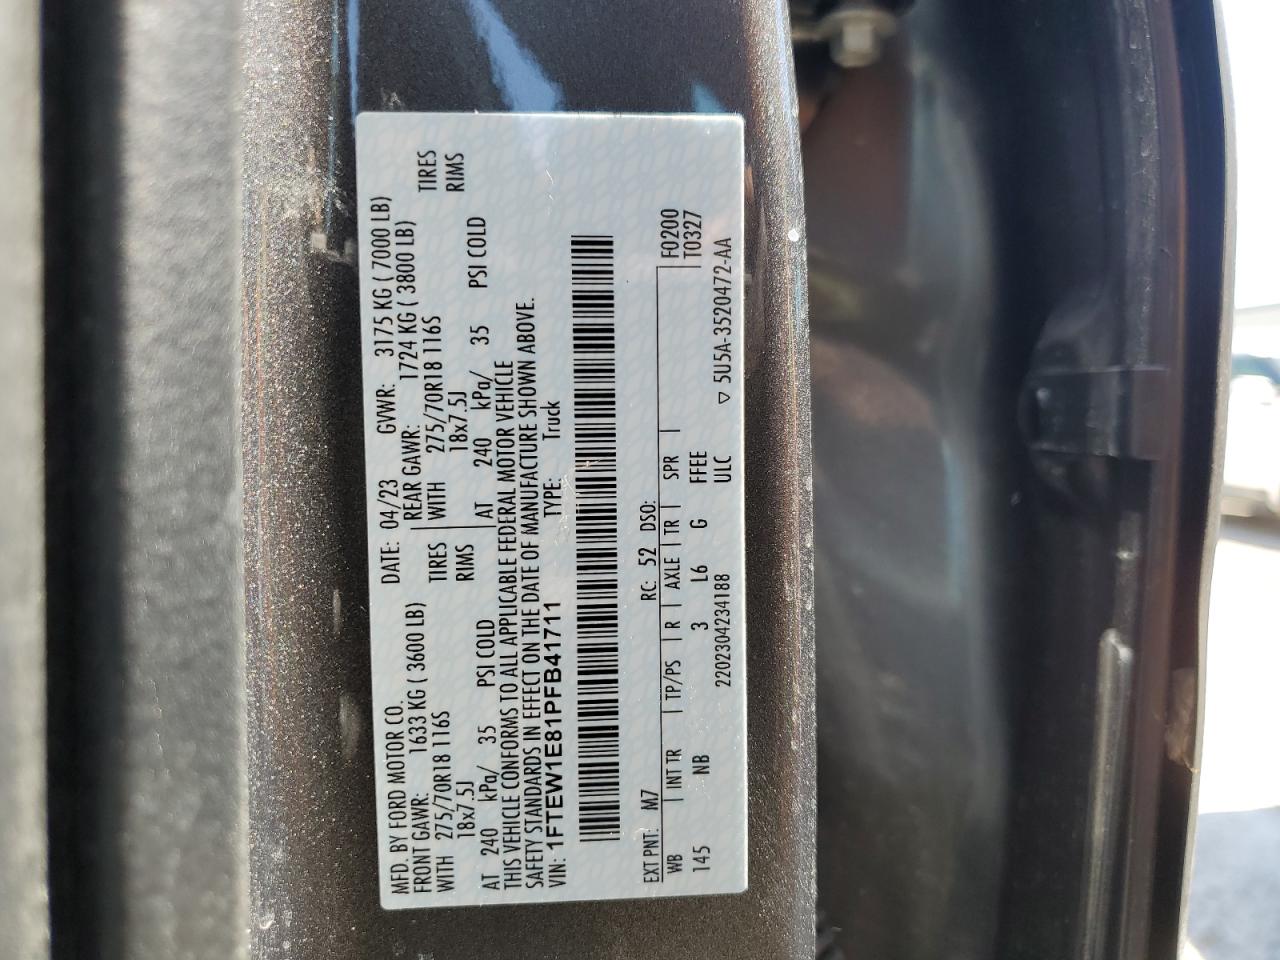 MFD. BY FORD MOTOR CO. DATE: 04/23 GVWR: 3175 KG ( 7000 LB)
FRONT GAWR: 1633 KG ( 3600 LB) REAR GAWR: 1724 KG ( 3800 LB)
WITH 275/70R18 116S TIRES WITH 275/70R18 116S TIRES
18x7.5J RIMS 18x7.5J RIMS
AT 240 kPa/ 35 PSI COLD AT 240 kPa/ 35 PSI COLD
THIS VEHICLE CONFORMS TO ALL APPLICABLE FEDERAL MOTOR VEHICLE
SAFETY STANDARDS IN EFFECT ON THE DATE OF MANUFACTURE SHOWN ABOVE.
VIN: 1FTEW1E81PFB41711 TYPE: Truck
EXT PNT: M7 RC: 52 DSO: F0200
WB INT TR TP/PS R AXLE TR SPR T0327
145 NB 3 L6 G FFEE
2202304234188 ULC ▽ 5U5A-3520472-AA